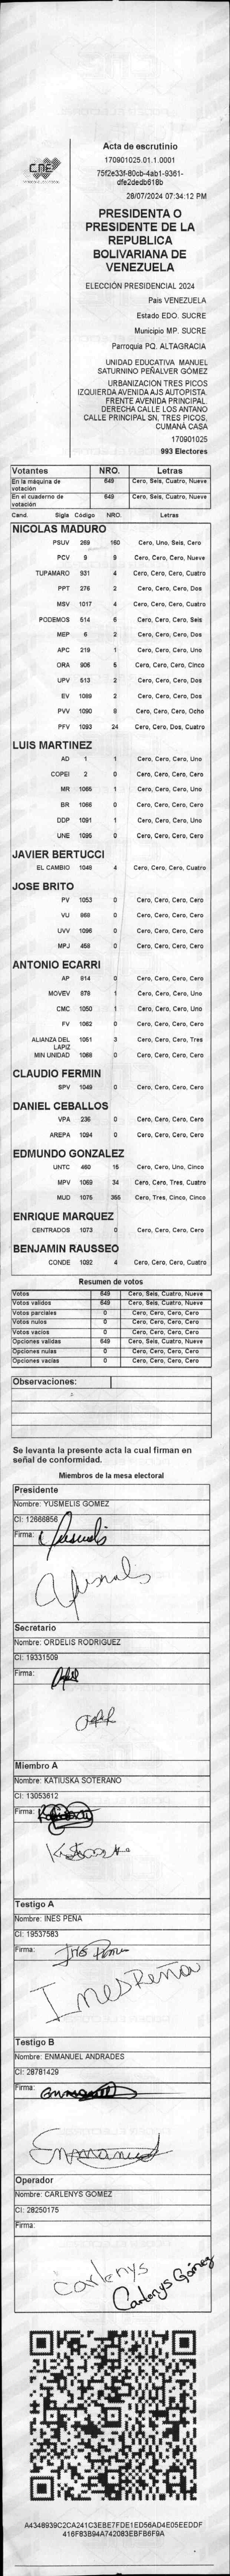 CNE
Acta de escrutinio
170901025.01.1.0001
75f2e33f-80cb-4ab1-9361-
dfe2dedb618b
28/07/2024 07:34:12 PM
PRESIDENTA O
PRESIDENTE DE LA
REPUBLICA
BOLIVARIANA DE
VENEZUELA
ELECCIÓN PRESIDENCIAL 2024
Pais VENEZUELA
Estado EDO. SUCRE
Municipio MP. SUCRE
Parroquia PQ. ALTAGRACIA
UNIDAD EDUCATIVA MANUEL
SATURNINO PEÑALVER GÓMEZ
URBANIZACIÓN TRES PICOS
IZQUIERDA AVENIDA AJS AUTOPISTA.
FRENTE AVENIDA PRINCIPAL.
DERECHA CALLE LOS ANTANO
CALLE PRINCIPAL SN, TRES PICOS,
CUMANÁ CASA
170901025
993 Electores
Votantes NRO. Letras
En la máquina de votación 649 Cero, Seis, Cuatro, Nueve
En el cuaderno de votación 649 Cero, Seis, Cuatro, Nueve
Cand. Sigla Código NRO. Letras
NICOLAS MADURO
PSUV 269 160 Cero, Uno, Seis, Cero
PCV 9 9 Cero, Cero, Cero, Nueve
TUPAMARO 931 4 Cero, Cero, Cero, Cuatro
PPT 276 2 Cero, Cero, Cero, Dos
MSV 1017 4 Cero, Cero, Cero, Cuatro
PODEMOS 514 6 Cero, Cero, Cero, Seis
MEP 6 2 Cero, Cero, Cero, Dos
APC 219 1 Cero, Cero, Cero, Uno
ORA 906 5 Cero, Cero, Cero, Cinco
UPV 513 2 Cero, Cero, Cero, Dos
EV 1089 2 Cero, Cero, Cero, Dos
PVV 1090 8 Cero, Cero, Cero, Ocho
PFV 1093 24 Cero, Cero, Dos, Cuatro
LUIS MARTINEZ
AD 1 1 Cero, Cero, Cero, Uno
COPEI 2 0 Cero, Cero, Cero, Cero
MR 1065 1 Cero, Cero, Cero, Uno
BR 1066 0 Cero, Cero, Cero, Cero
DDP 1091 1 Cero, Cero, Cero, Uno
UNE 1095 0 Cero, Cero, Cero, Cero
JAVIER BERTUCCI
EL CAMBIO 1048 4 Cero, Cero, Cero, Cuatro
JOSE BRITO
PV 1053 0 Cero, Cero, Cero, Cero
VU 969 0 Cero, Cero, Cero, Cero
UVV 1096 0 Cero, Cero, Cero, Cero
MPJ 458 0 Cero, Cero, Cero, Cero
ANTONIO ECARRI
AP 914 0 Cero, Cero, Cero, Cero
MOVEV 979 1 Cero, Cero, Cero, Uno
CMC 1050 1 Cero, Cero, Cero, Uno
FV 1062 0 Cero, Cero, Cero, Cero
ALIANZA DEL LAPIZ 1051 3 Cero, Cero, Cero, Tres
MIN UNIDAD 1068 0 Cero, Cero, Cero, Cero
CLAUDIO FERMIN
SPV 1049 0 Cero, Cero, Cero, Cero
DANIEL CEBALLOS
VPA 236 0 Cero, Cero, Cero, Cero
AREPA 1094 0 Cero, Cero, Cero, Cero
EDMUNDO GONZALEZ
UNTC 460 15 Cero, Cero, Uno, Cinco
MPV 1069 34 Cero, Cero, Tres, Cuatro
MUD 1075 355 Cero, Tres, Cinco, Cinco
ENRIQUE MARQUEZ
CENTRADOS 1073 0 Cero, Cero, Cero, Cero
BENJAMIN RAUSSEO
CONDE 1092 4 Cero, Cero, Cero, Cuatro
Resumen de votos
Votos 649 Cero, Seis, Cuatro, Nueve
Votos validos 649 Cero, Seis, Cuatro, Nueve
Votos parciales 0 Cero, Cero, Cero, Cero
Votos nulos 0 Cero, Cero, Cero, Cero
Votos vacios 0 Cero, Cero, Cero, Cero
Opciones validas 649 Cero, Seis, Cuatro, Nueve
Opciones nulas 0 Cero, Cero, Cero, Cero
Opciones vacias 0 Cero, Cero, Cero, Cero
Observaciones:
Se levanta la presente acta la cual firman en
señal de conformidad.
Miembros de la mesa electoral
Presidente
Nombre: YUSMELIS GOMEZ
CI: 12666856
Firma:
Secretario
Nombre: ORDELIS RODRIGUEZ
CI: 19331509
Firma:
Miembro A
Nombre: KATIUSKA SOTERANO
CI: 13053612
Firma:
Testigo A
Nombre: INES PEÑA
CI: 19537583
Firma: Ines Peña
Ines Peña
Testigo B
Nombre: ENMANUEL ANDRADES
CI: 28781429
Firma: Enmanuel
Enmanuel
Operador
Nombre: CARLENYS GOMEZ
CI: 28250175
Firma:
Carlenys
Carlenys Gómez
A4348939C2CA241C3EBE7FDE1ED56AD4E05EEDDF
416F83B94A742083EBFB6F9A